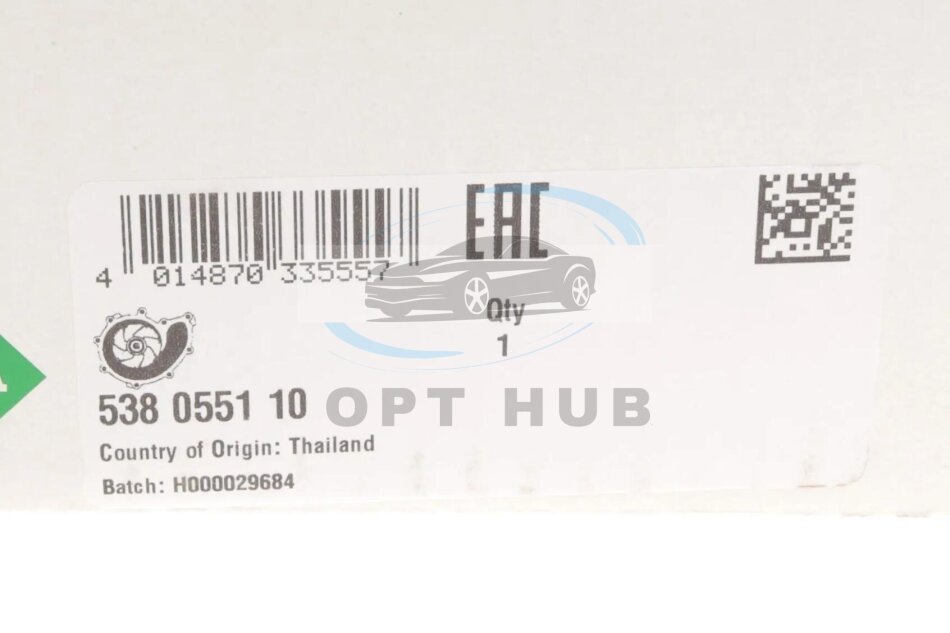 EAC
4 014870 335557
Qty
1
538 0551 10
OPT HUB
Country of Origin: Thailand
Batch: H000029684